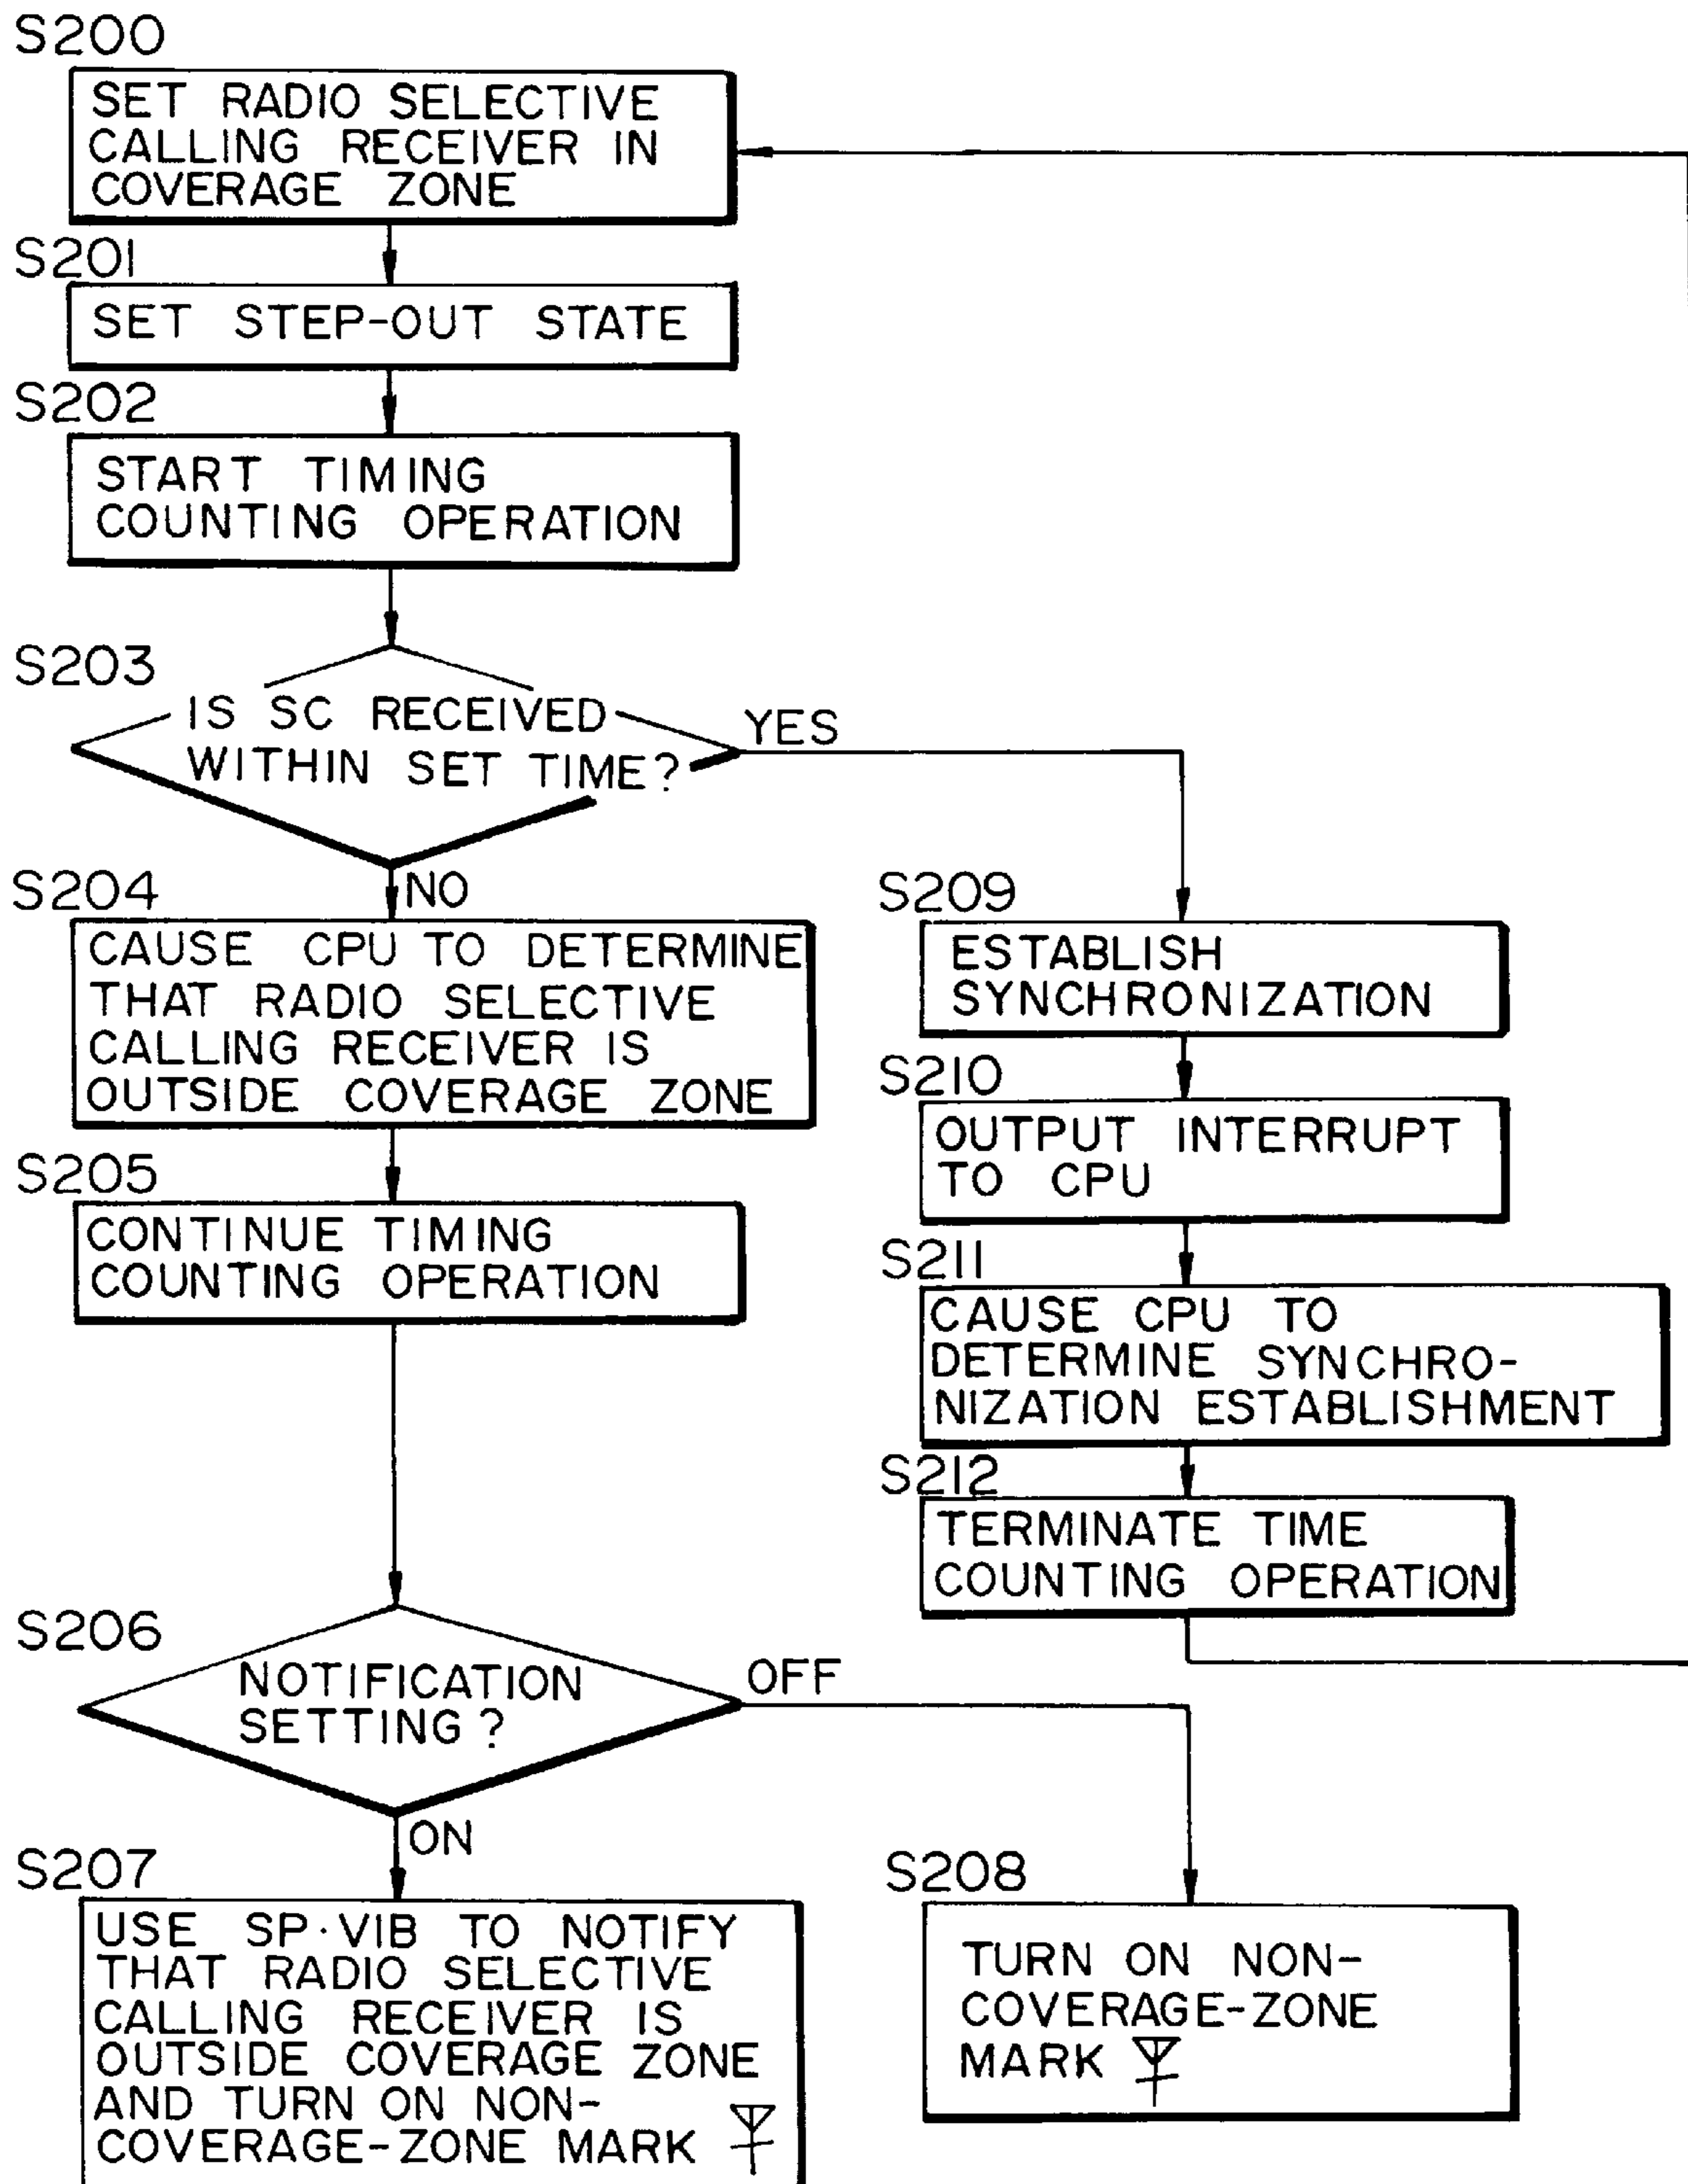 S200
SET RADIO SELECTIVE
CALLING RECEIVER IN
COVERAGE ZONE
S201
SET STEP-OUT STATE
S202
START TIMING
COUNTING OPERATION
S203
IS SC RECEIVED
WITHIN SET TIME?
YES
NO
S204
CAUSE CPU TO DETERMINE
THAT RADIO SELECTIVE
CALLING RECEIVER IS
OUTSIDE COVERAGE ZONE
S205
CONTINUE TIMING
COUNTING OPERATION
S206
NOTIFICATION
SETTING?
OFF
ON
S207
USE SP·VIB TO NOTIFY
THAT RADIO SELECTIVE
CALLING RECEIVER IS
OUTSIDE COVERAGE ZONE
AND TURN ON NON-
COVERAGE-ZONE MARK
S209
ESTABLISH
SYNCHRONIZATION
S210
OUTPUT INTERRUPT
TO CPU
S211
CAUSE CPU TO
DETERMINE SYNCHRO-
NIZATION ESTABLISHMENT
S212
TERMINATE TIME
COUNTING OPERATION
S208
TURN ON NON-
COVERAGE-ZONE
MARK